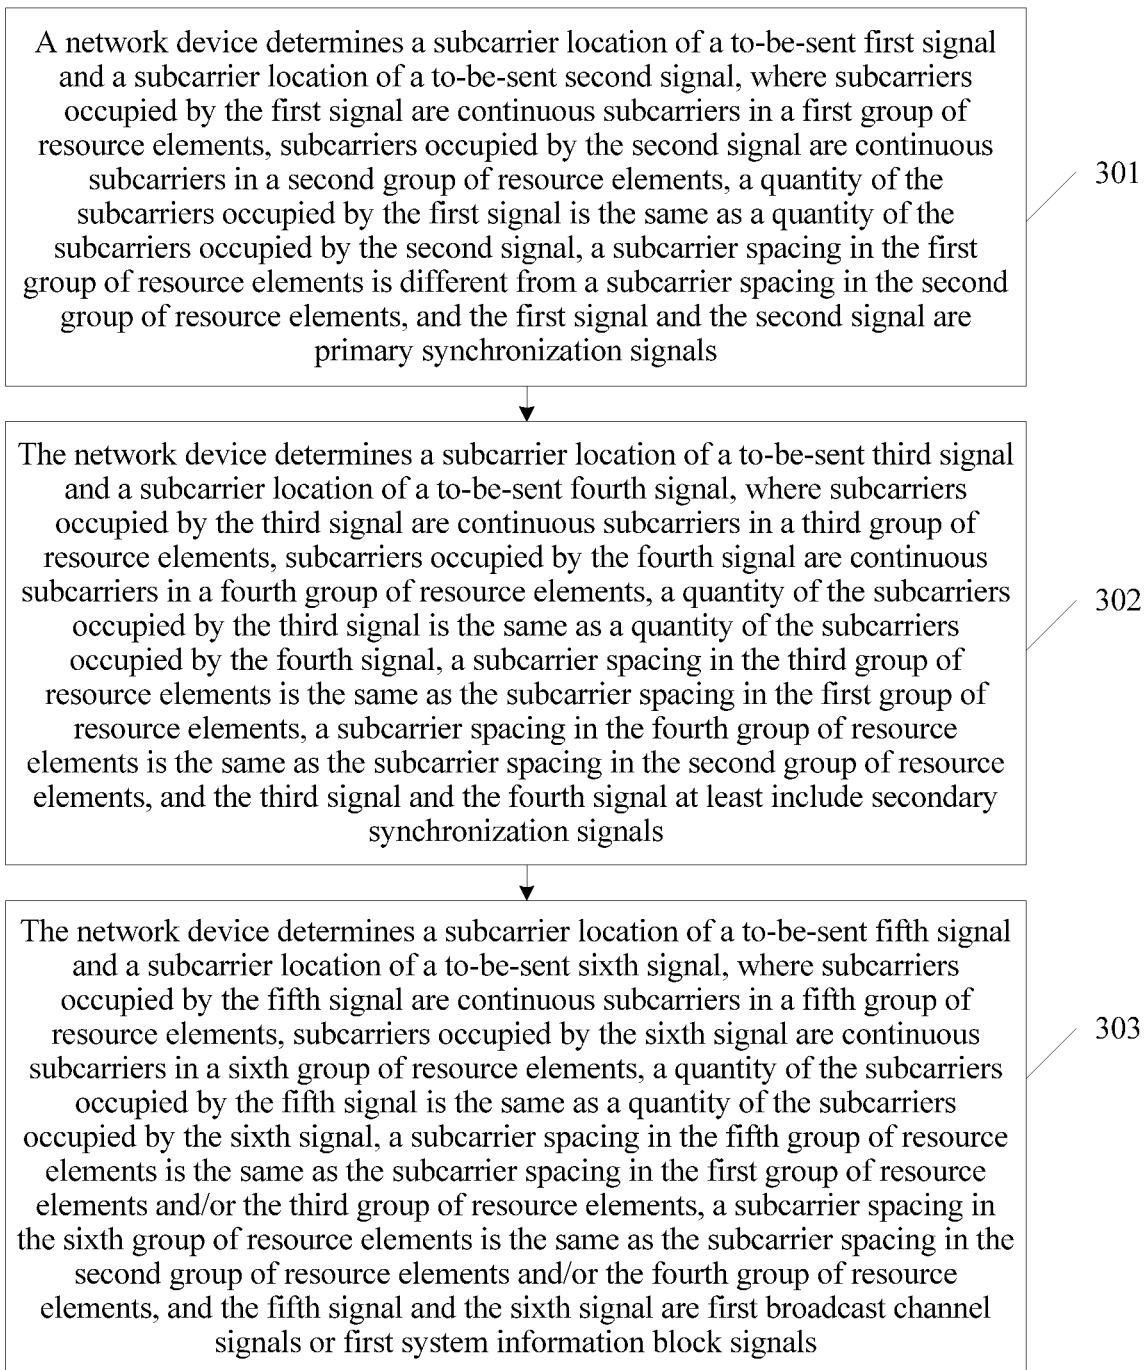 A network device determines a subcarrier location of a to-be-sent first signal
and a subcarrier location of a to-be-sent second signal, where subcarriers
occupied by the first signal are continuous subcarriers in a first group of
resource elements, subcarriers occupied by the second signal are continuous
subcarriers in a second group of resource elements, a quantity of the
subcarriers occupied by the first signal is the same as a quantity of the
subcarriers occupied by the second signal, a subcarrier spacing in the first
group of resource elements is different from a subcarrier spacing in the second
group of resource elements, and the first signal and the second signal are
primary synchronization signals
301
The network device determines a subcarrier location of a to-be-sent third signal
and a subcarrier location of a to-be-sent fourth signal, where subcarriers
occupied by the third signal are continuous subcarriers in a third group of
resource elements, subcarriers occupied by the fourth signal are continuous
subcarriers in a fourth group of resource elements, a quantity of the subcarriers
occupied by the third signal is the same as a quantity of the subcarriers
occupied by the fourth signal, a subcarrier spacing in the third group of
resource elements is the same as the subcarrier spacing in the first group of
resource elements, a subcarrier spacing in the fourth group of resource
elements is the same as the subcarrier spacing in the second group of resource
elements, and the third signal and the fourth signal at least include secondary
synchronization signals
302
The network device determines a subcarrier location of a to-be-sent fifth signal
and a subcarrier location of a to-be-sent sixth signal, where subcarriers
occupied by the fifth signal are continuous subcarriers in a fifth group of
resource elements, subcarriers occupied by the sixth signal are continuous
subcarriers in a sixth group of resource elements, a quantity of the subcarriers
occupied by the fifth signal is the same as a quantity of the subcarriers
occupied by the sixth signal, a subcarrier spacing in the fifth group of resource
elements is the same as the subcarrier spacing in the first group of resource
elements and/or the third group of resource elements, a subcarrier spacing in
the sixth group of resource elements is the same as the subcarrier spacing in the
second group of resource elements and/or the fourth group of resource
elements, and the fifth signal and the sixth signal are first broadcast channel
signals or first system information block signals
303